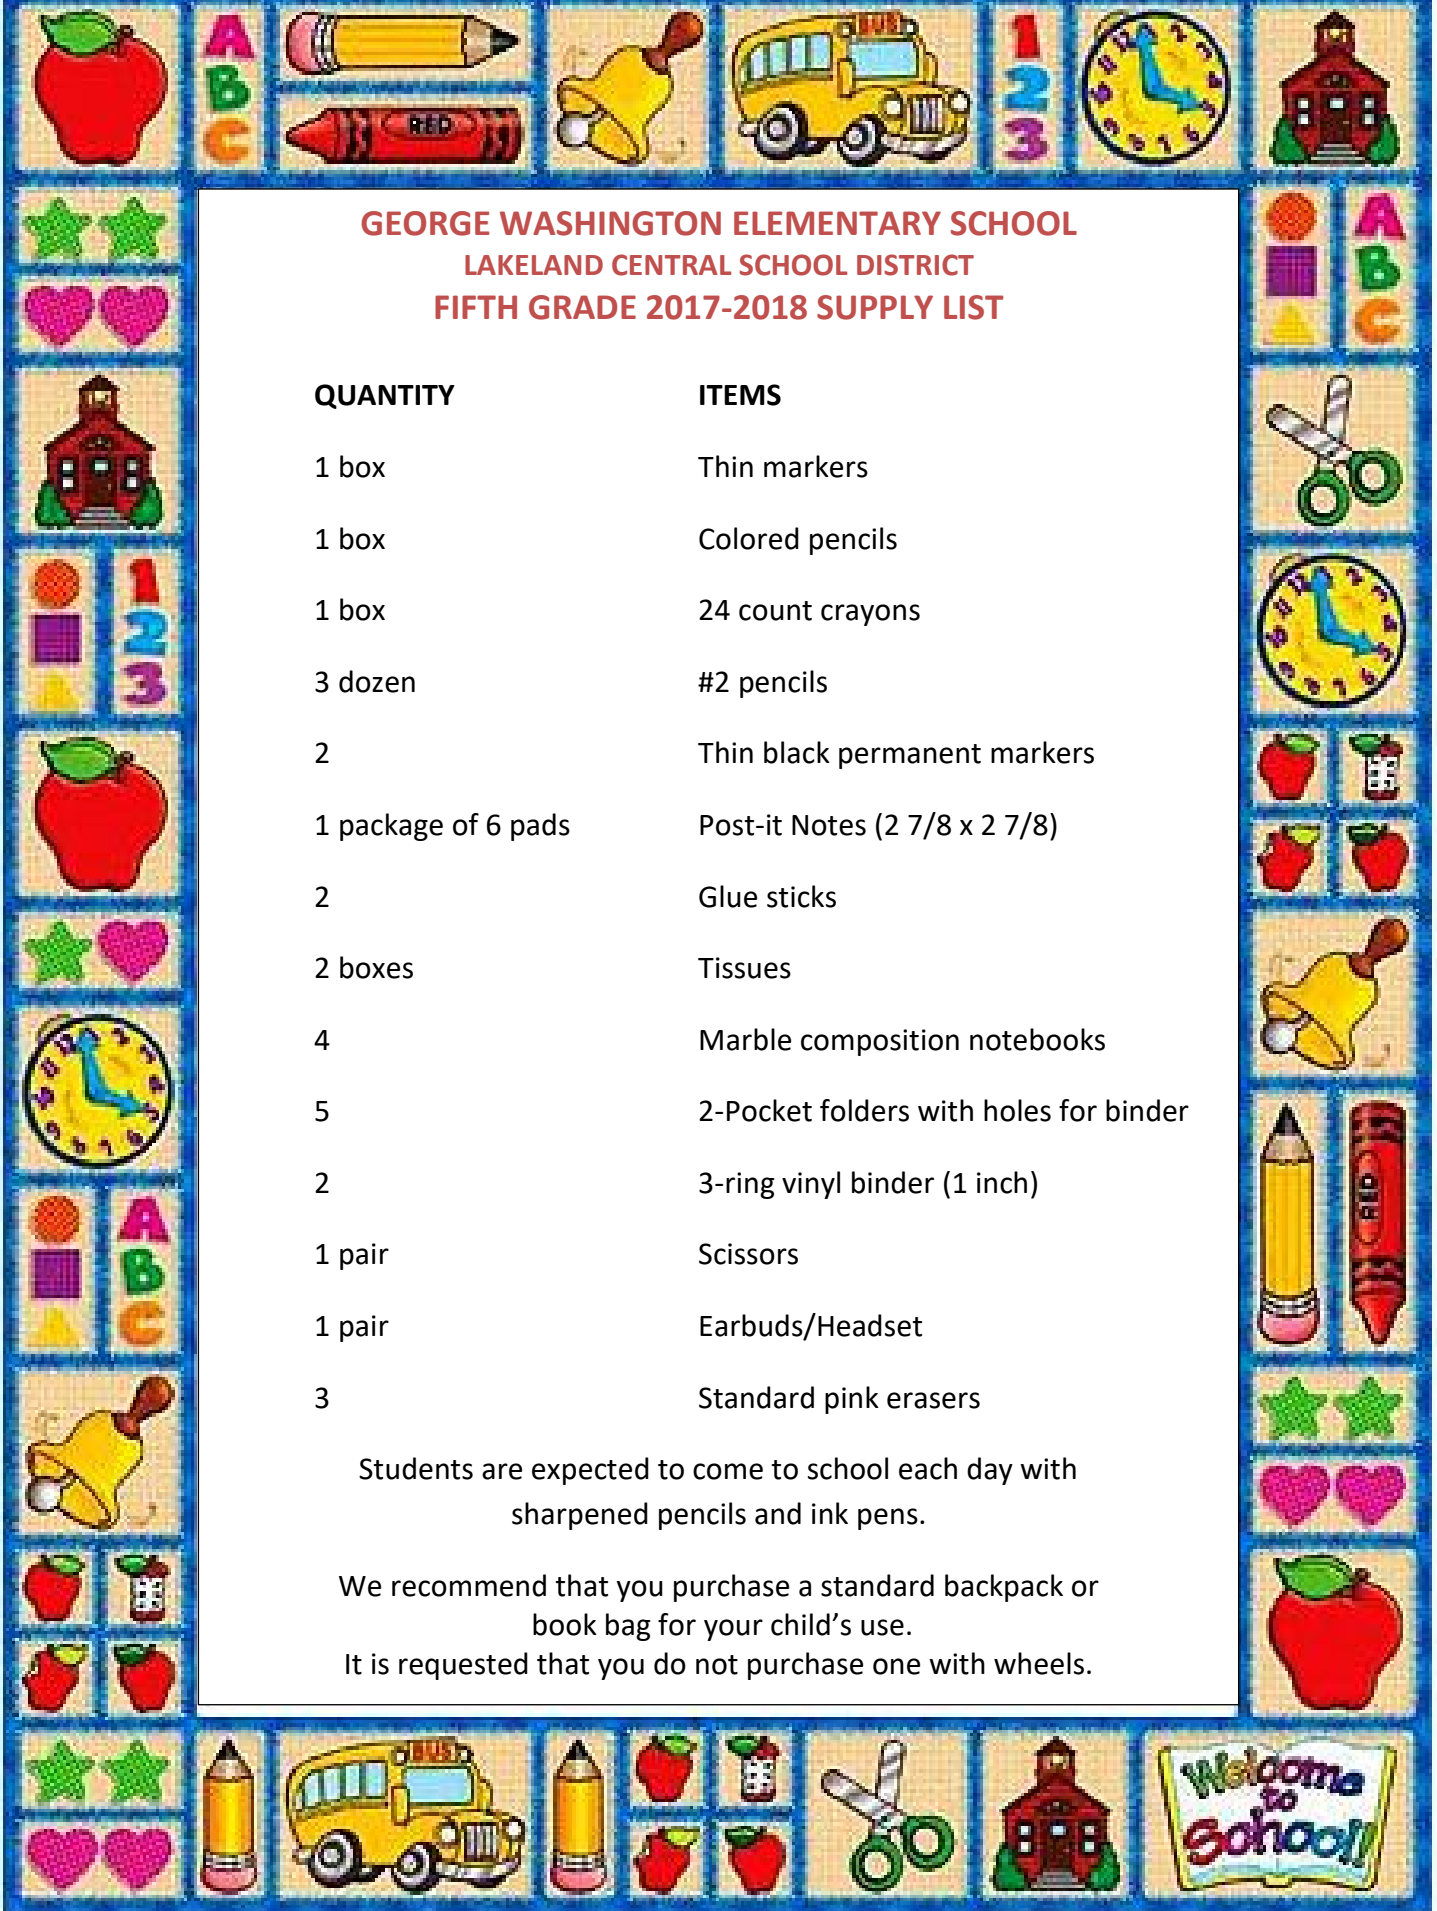 A
B
C
RED
BUS
1
2
3
GEORGE WASHINGTON ELEMENTARY SCHOOL
LAKELAND CENTRAL SCHOOL DISTRICT
FIFTH GRADE 2017-2018 SUPPLY LIST
QUANTITY ITEMS
1 box Thin markers
1 box Colored pencils
1 box 24 count crayons
3 dozen #2 pencils
2 Thin black permanent markers
1 package of 6 pads Post-it Notes (2 7/8 x 2 7/8)
2 Glue sticks
2 boxes Tissues
4 Marble composition notebooks
5 2-Pocket folders with holes for binder
2 3-ring vinyl binder (1 inch)
1 pair Scissors
1 pair Earbuds/Headset
3 Standard pink erasers
Students are expected to come to school each day with
sharpened pencils and ink pens.
We recommend that you purchase a standard backpack or
book bag for your child’s use.
It is requested that you do not purchase one with wheels.
A
B
C
1
2
3
A
B
C
RED
BUS
Welcome
to
School!